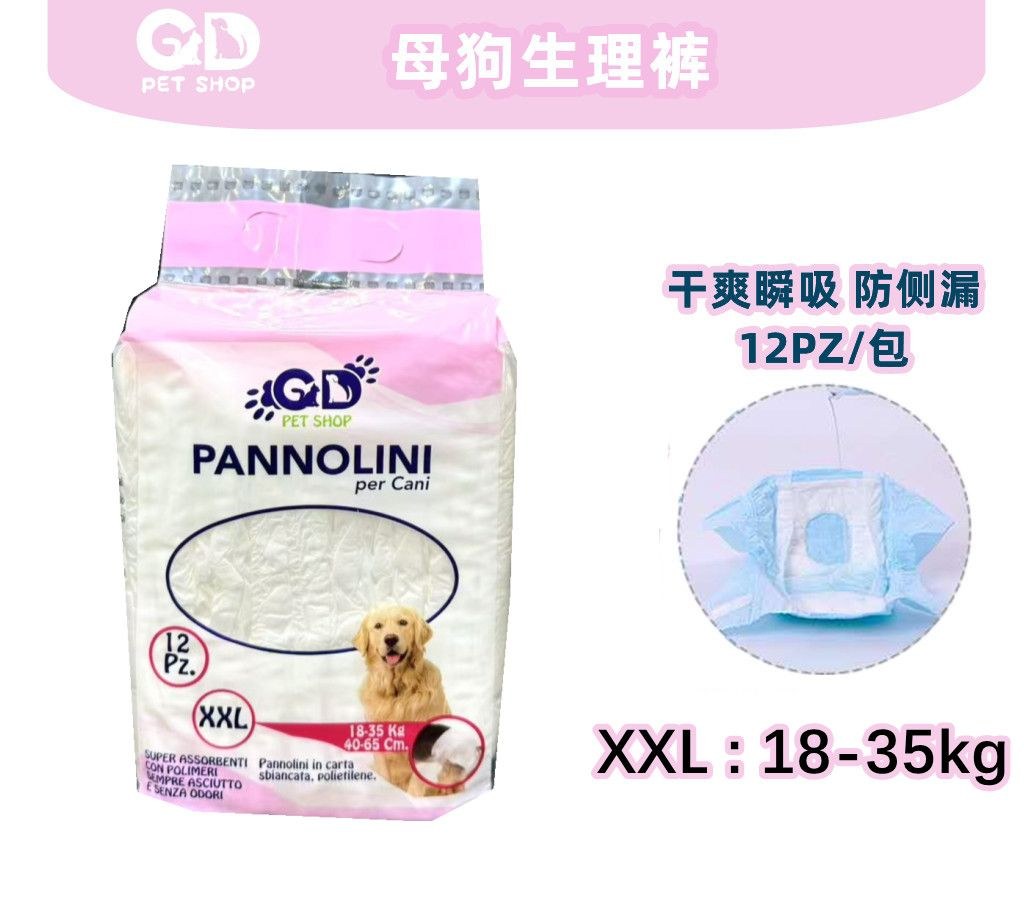 GD
PET SHOP
母狗生理裤
干爽瞬吸 防侧漏
12PZ/包
GD
PET SHOP
PANNOLINI
per Cani
12
Pz.
XXL
18-35 Kg
40-65 Cm.
SUPER ASSORBENTI
CON POLIMERI
SEMPRE ASCIUTTO
E SENZA ODORI
Pannolini in carta
sbiancata, polietilene.
XXL : 18-35kg